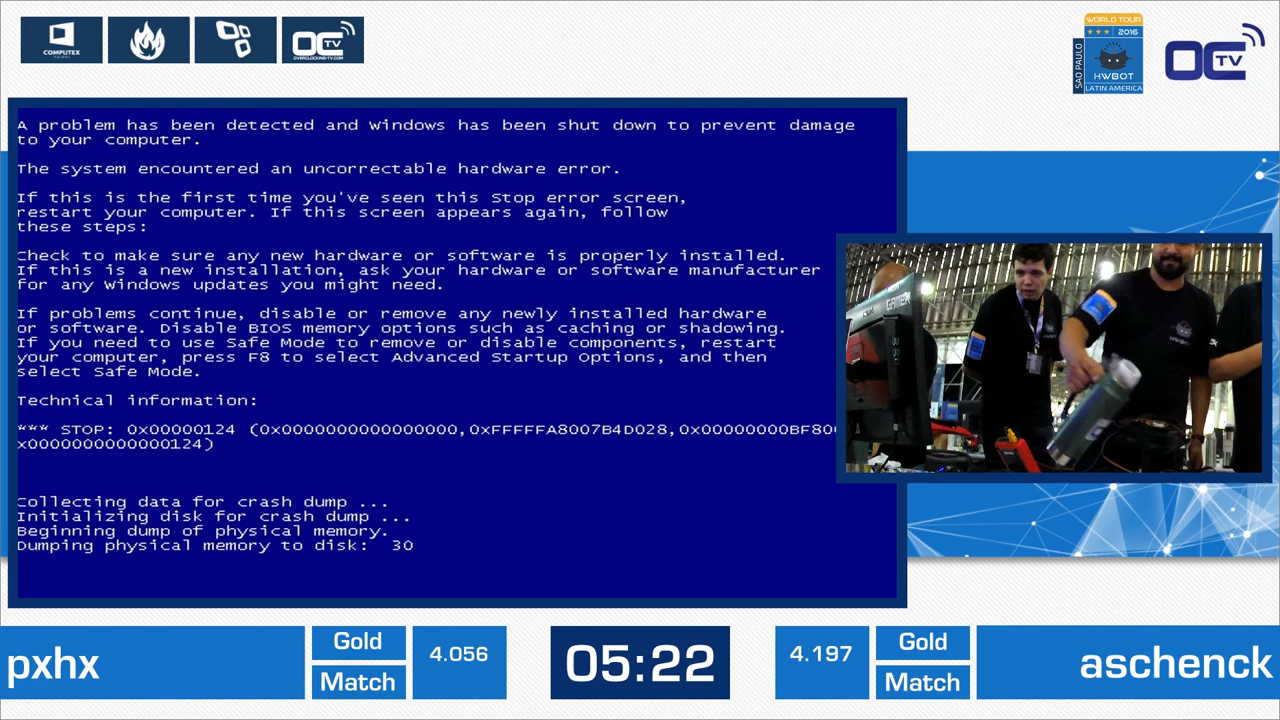 COMPUTEX
TAIPEI
OC TV
OVERCLOCKING-TV.COM
WORLD TOUR
2016
SAO PAULO
HWBOT
LATIN AMERICA
OC TV
A problem has been detected and Windows has been shut down to prevent damage
to your computer.
The system encountered an uncorrectable hardware error.
If this is the first time you've seen this Stop error screen,
restart your computer. If this screen appears again, follow
these steps:
Check to make sure any new hardware or software is properly installed.
If this is a new installation, ask your hardware or software manufacturer
for any Windows updates you might need.
If problems continue, disable or remove any newly installed hardware
or software. Disable BIOS memory options such as caching or shadowing.
If you need to use Safe Mode to remove or disable components, restart
your computer, press F8 to select Advanced Startup Options, and then
select Safe Mode.
Technical information:
*** STOP: 0x00000124 (0x0000000000000000,0xFFFFFA8007B4D028,0x00000000BF80
x0000000000000124)
Collecting data for crash dump ...
Initializing disk for crash dump ...
Beginning dump of physical memory.
Dumping physical memory to disk: 30
pxhx
Gold
Match
4.056
05:22
4.197
Gold
Match
aschenck